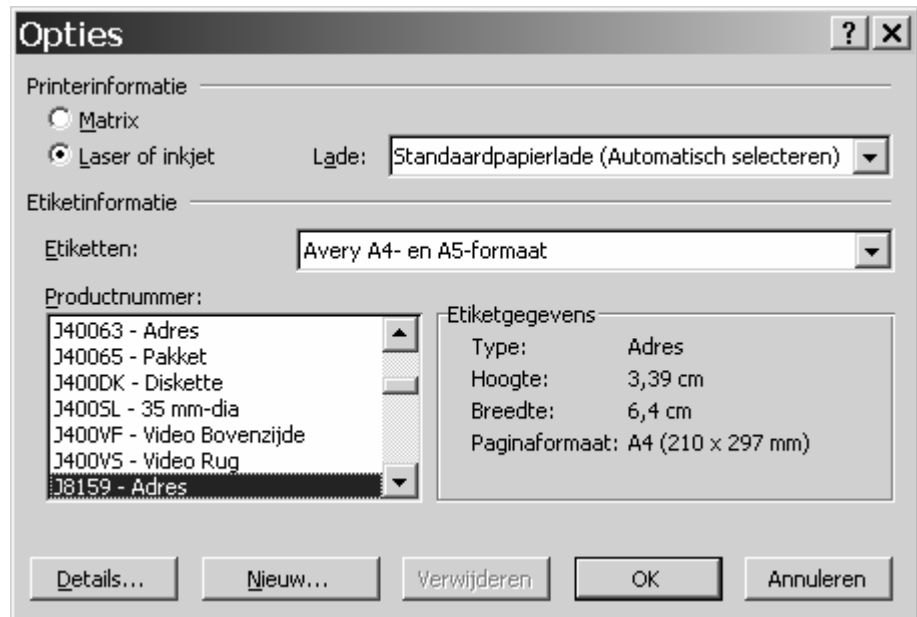 Opties
Printerinformatie
Matrix
Laser of inkjet Lade: Standaardpapierlade (Automatisch selecteren)
Etiketinformatie
Etiketten: Avery A4- en A5-formaat
Productnummer:
J40063 - Adres
J40065 - Pakket
J400DK - Diskette
J400SL - 35 mm-dia
J400VF - Video Bovenzijde
J400VS - Video Rug
J8159 - Adres
Etiketgegevens
Type: Adres
Hoogte: 3,39 cm
Breedte: 6,4 cm
Paginaformaat: A4 (210 x 297 mm)
Details... Nieuw... Verwijderen OK Annuleren